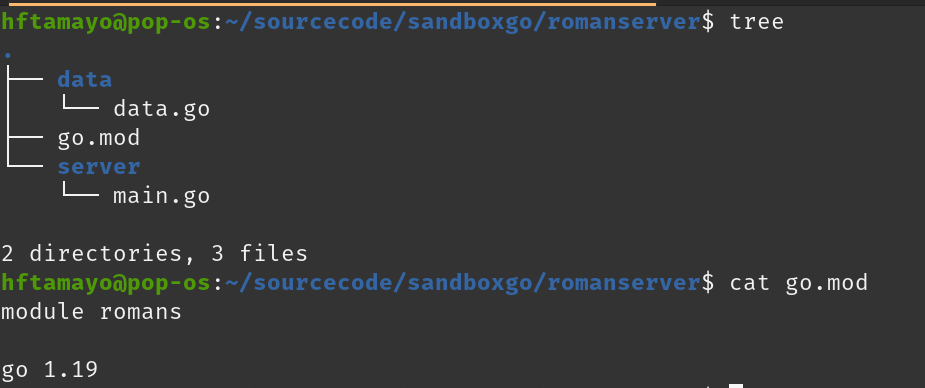 hftamayo@pop-os:~/sourcecode/sandboxgo/romanserver$ tree
.
├── data
│   └── data.go
├── go.mod
└── server
    └── main.go

2 directories, 3 files
hftamayo@pop-os:~/sourcecode/sandboxgo/romanserver$ cat go.mod
module romans

go 1.19